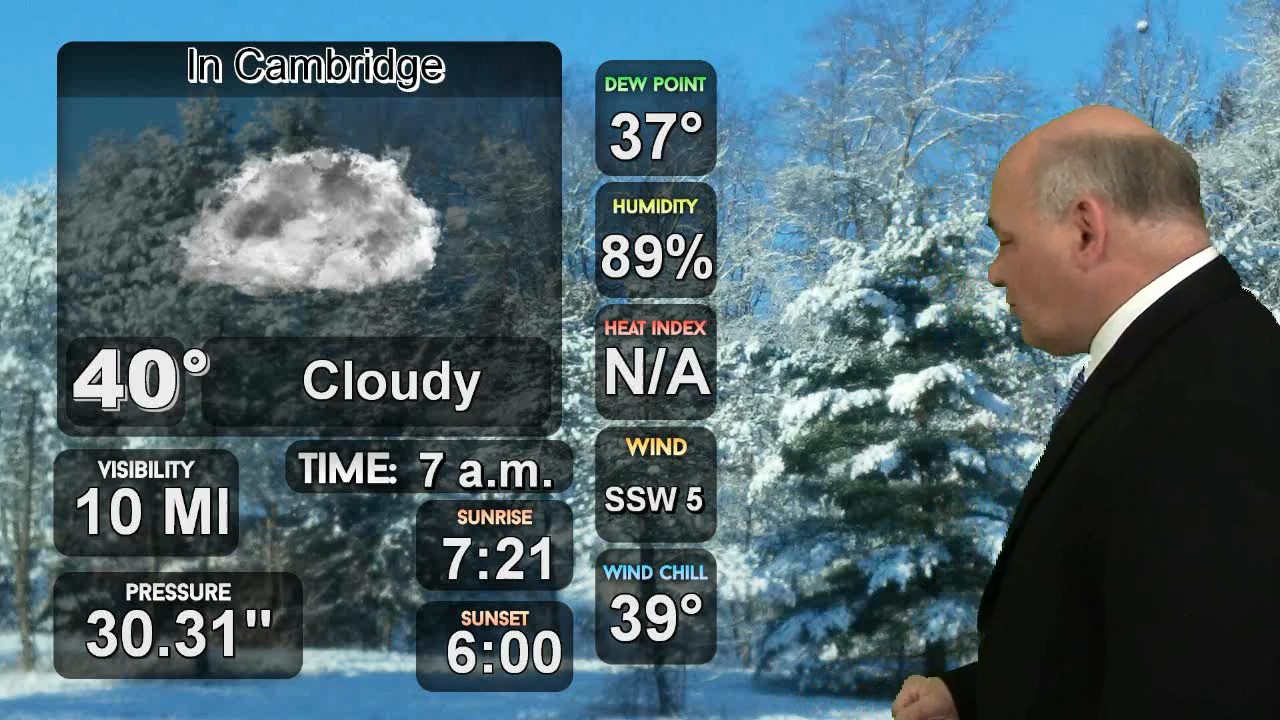 In Cambridge
40°
Cloudy
VISIBILITY
10 MI
PRESSURE
30.31"
TIME: 7 a.m.
SUNRISE
7:21
SUNSET
6:00
DEW POINT
37°
HUMIDITY
89%
HEAT INDEX
N/A
WIND
SSW 5
WIND CHILL
39°